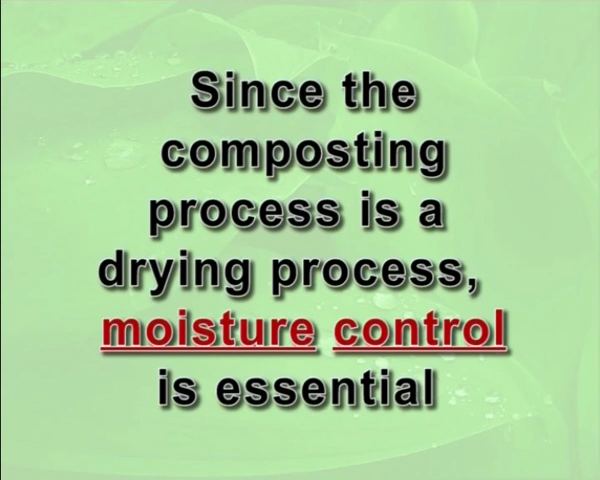 Since the
composting
process is a
drying process,
moisture control
is essential